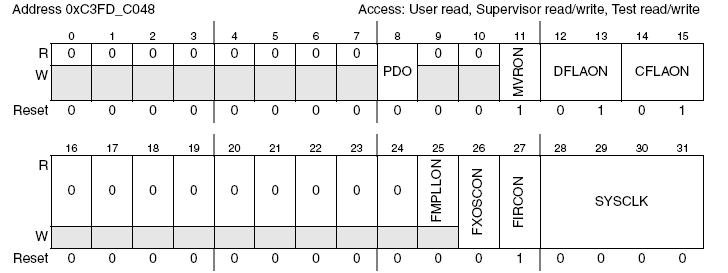 Address 0xC3FD_C048 Access: User read, Supervisor read/write, Test read/write
0 1 2 3 4 5 6 7 8 9 10 11 12 13 14 15
R 0 0 0 0 0 0 0 0 PDO 0 0 MVRON DFLAON CFLAON
W
Reset 0 0 0 0 0 0 0 0 0 0 0 1 0 1 0 1
16 17 18 19 20 21 22 23 24 25 26 27 28 29 30 31
R 0 0 0 0 0 0 0 0 0 FMPLLON FXOSCON FIRCON SYSCLK
W
Reset 0 0 0 0 0 0 0 0 0 0 0 1 0 0 0 0